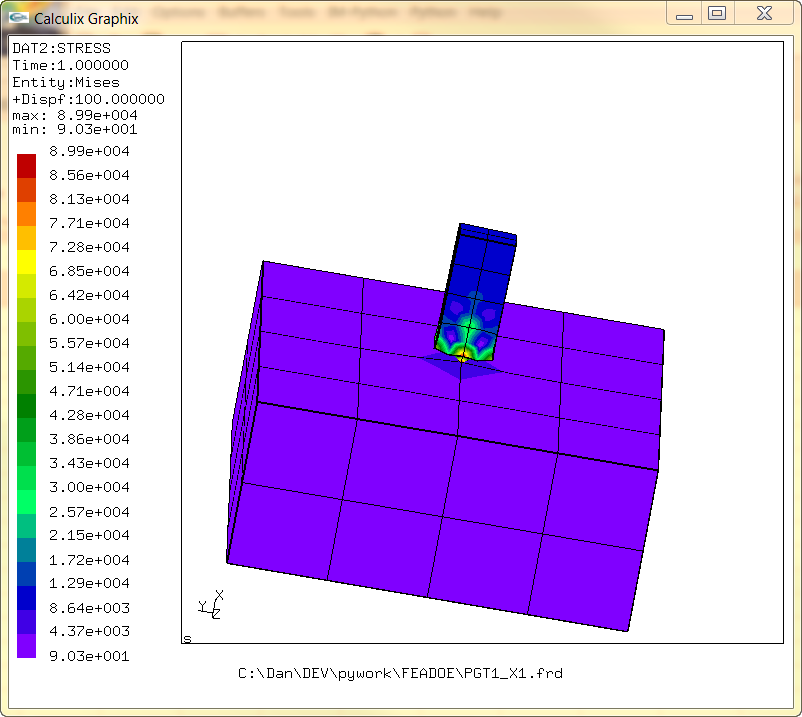 Calculix Graphix
DAT2:STRESS
Time:1.000000
Entity:Mises
+Dispf:100.000000
max: 8.99e+004
min: 9.03e+001
8.99e+004
8.56e+004
8.13e+004
7.71e+004
7.28e+004
6.85e+004
6.42e+004
6.00e+004
5.57e+004
5.14e+004
4.71e+004
4.28e+004
3.86e+004
3.43e+004
3.00e+004
2.57e+004
2.15e+004
1.72e+004
1.29e+004
8.64e+003
4.37e+003
9.03e+001
X
Y
Z
S
C:\Dan\DEV\pywork\FEADOE\PGT1_X1.frd